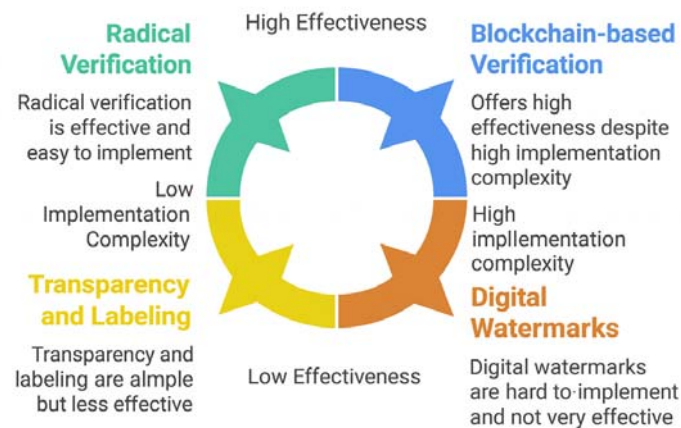 High Effectiveness
Radical
Verification
Radical verification
is effective and
easy to implement
Blockchain-based
Verification
Offers high
effectiveness despite
high implementation
complexity
Low
Implementation
Complexity
High
impllementation
complexity
Transparency
and Labeling
Transparency and
labeling are almple
but less effective
Digital
Watermarks
Digital watermarks
are hard to·implement
and not very effective
Low Effectiveness